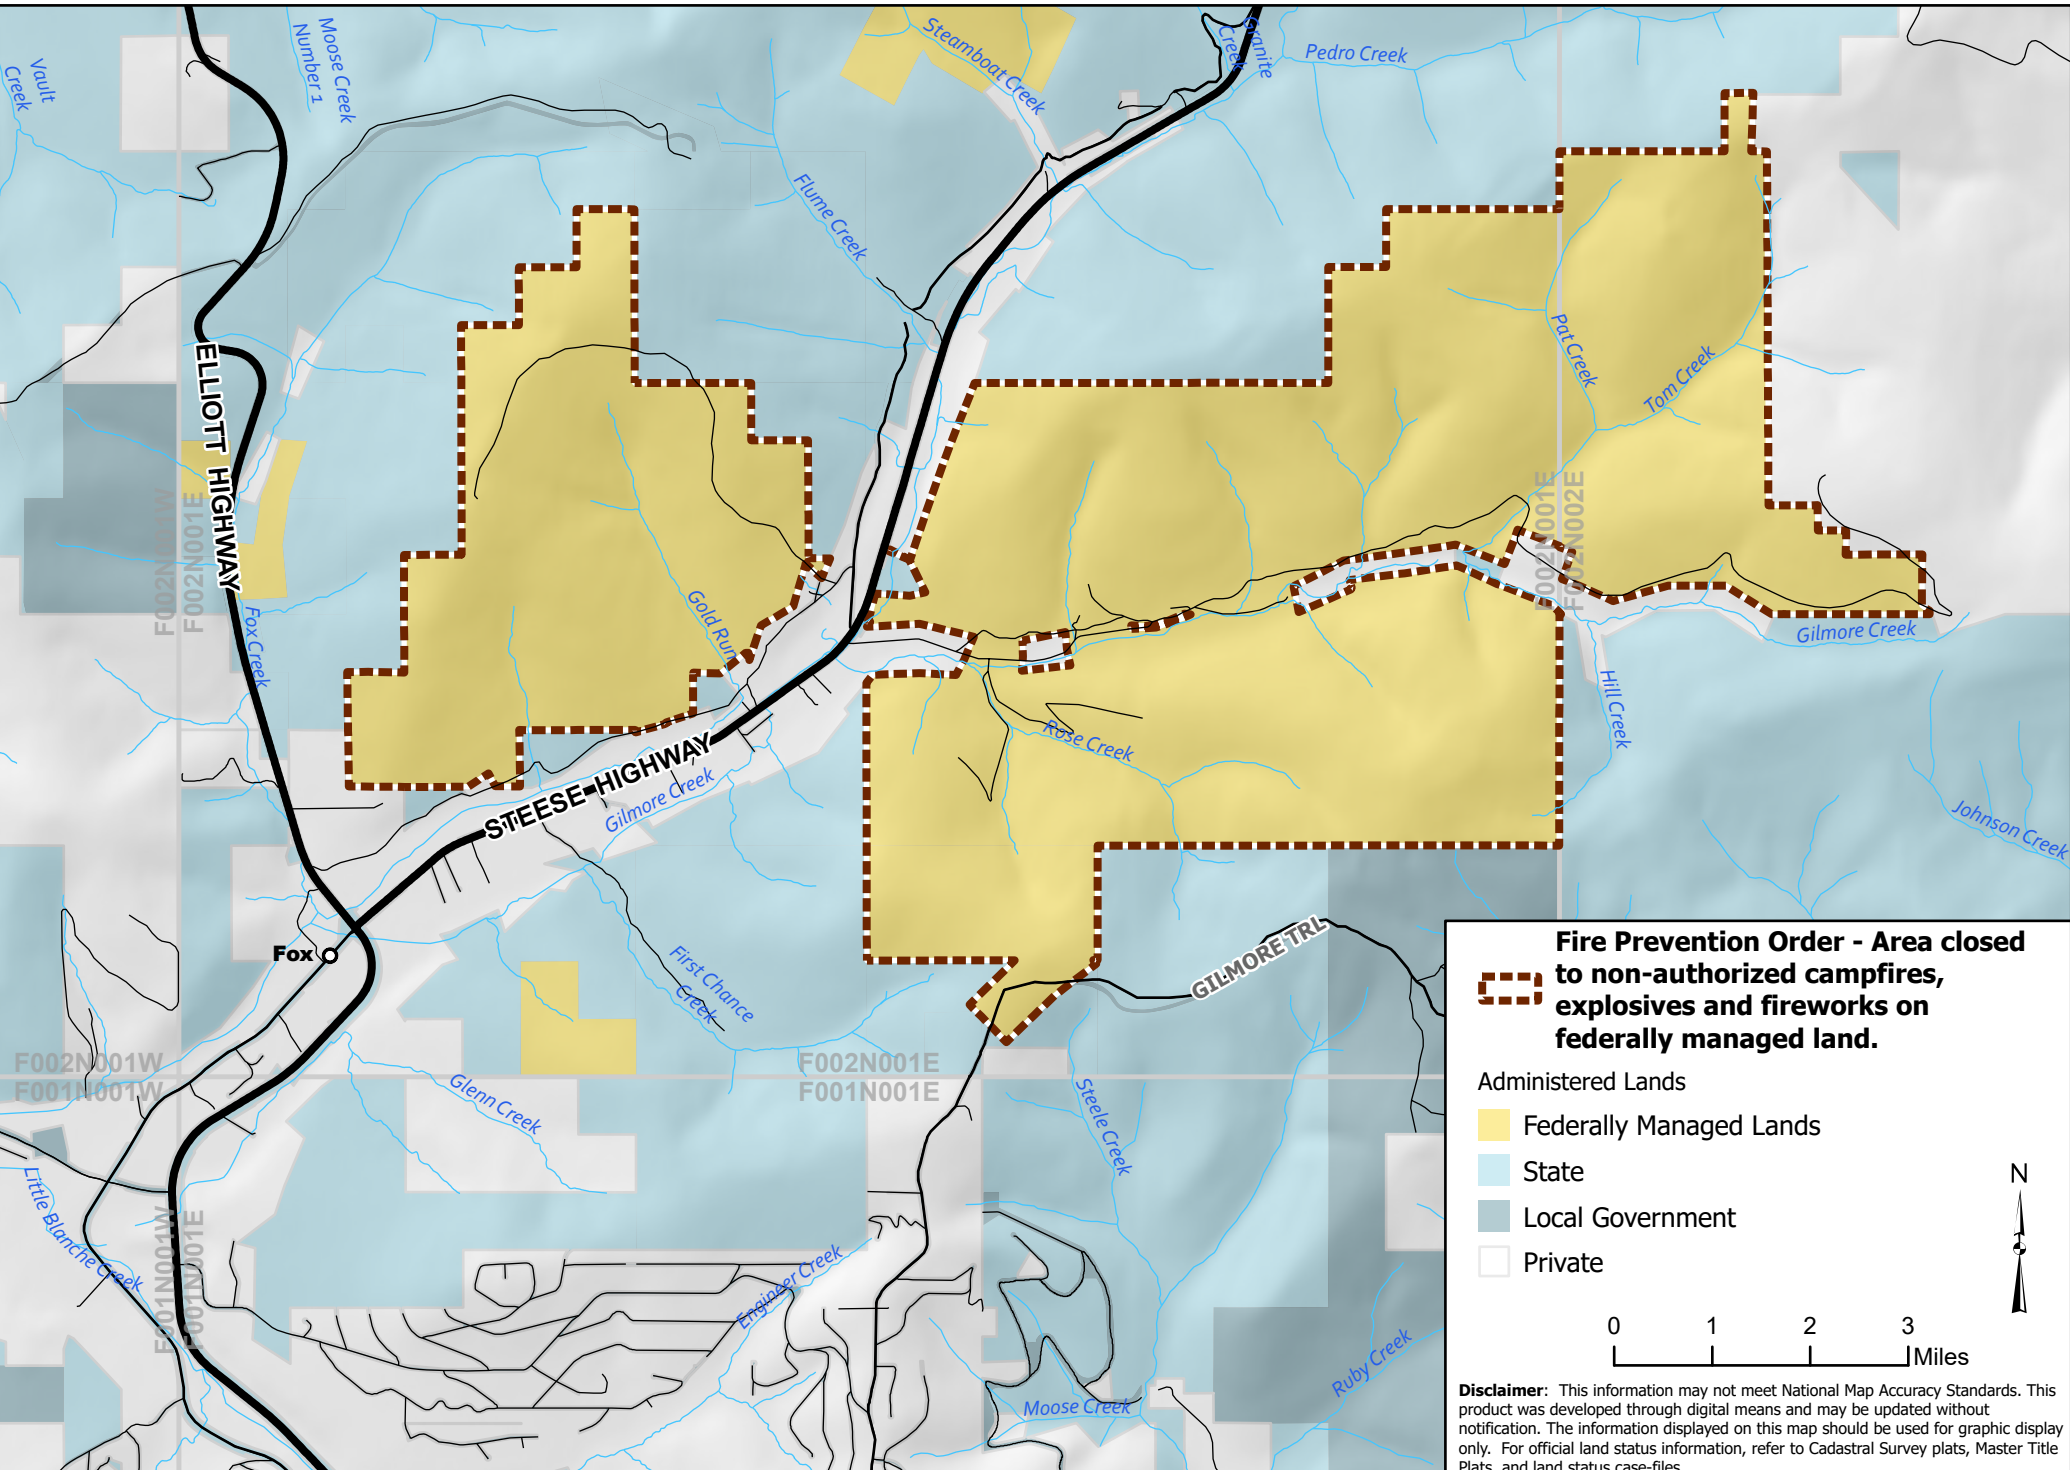 Vault
Creek
Moose Creek
Number 1
Steamboat Creek
Granite
Creek
Pedro Creek
Flume Creek
Pat Creek
Tom Creek
ELLIOTT HIGHWAY
F002N001W
F002N001E
F002N001E
F002N002E
Fox Creek
Gold Run
Gilmore Creek
Hill Creek
Rose Creek
STEESE HIGHWAY
Gilmore Creek
Johnson Creek
Fox
First Chance
Creek
GILMORE TRL
F002N001W
F001N001W
F002N001E
F001N001E
Glenn Creek
Steele Creek
Little Blanche Creek
F001N001W
F001N001E
Engineer Creek
Ruby Creek
Moose Creek
Fire Prevention Order - Area closed
to non-authorized campfires,
explosives and fireworks on
federally managed land.
Administered Lands
Federally Managed Lands
State
Local Government
Private
N
0 1 2 3
Miles
Disclaimer: This information may not meet National Map Accuracy Standards. This
product was developed through digital means and may be updated without
notification. The information displayed on this map should be used for graphic display
only. For official land status information, refer to Cadastral Survey plats, Master Title
Plats, and land status case-files.